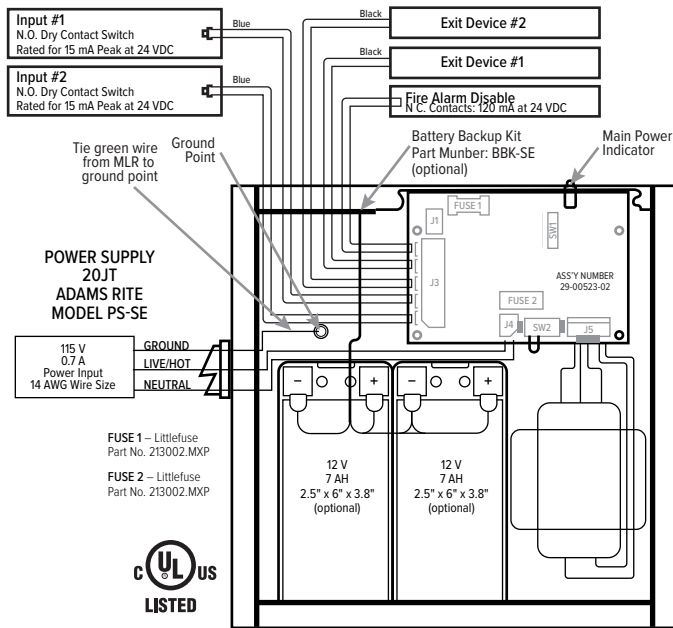 Input #1
N.O. Dry Contact Switch
Rated for 15 mA Peak at 24 VDC
Blue
Input #2
N.O. Dry Contact Switch
Rated for 15 mA Peak at 24 VDC
Blue
Black
Exit Device #2
Black
Exit Device #1
Fire Alarm Disable
N C. Contacts: 120 mA at 24 VDC
Tie green wire
from MLR to
ground point
Ground
Point
Battery Backup Kit
Part Munber: BBK-SE
(optional)
Main Power
Indicator
FUSE 1
J1
SW1
J3
ASS'Y NUMBER
29-00523-02
FUSE 2
J4
SW2
J5
POWER SUPPLY
20JT
ADAMS RITE
MODEL PS-SE
115 V
0.7 A
Power Input
14 AWG Wire Size
GROUND
LIVE/HOT
NEUTRAL
FUSE 1 – Littlefuse
Part No. 213002.MXP
FUSE 2 – Littlefuse
Part No. 213002.MXP
– +
12 V
7 AH
2.5" x 6" x 3.8"
(optional)
– +
12 V
7 AH
2.5" x 6" x 3.8"
(optional)
C UL US
LISTED